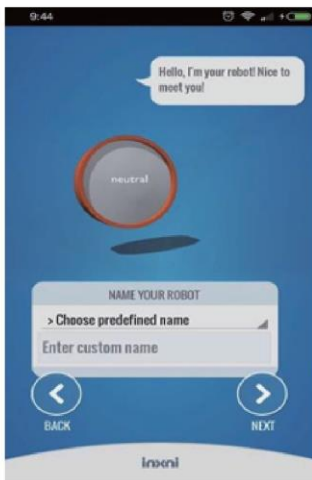 9:44
Hello, I'm your robot! Nice to
meet you!
neutral
NAME YOUR ROBOT
> Choose predefined name
Enter custom name
BACK
NEXT
inxni